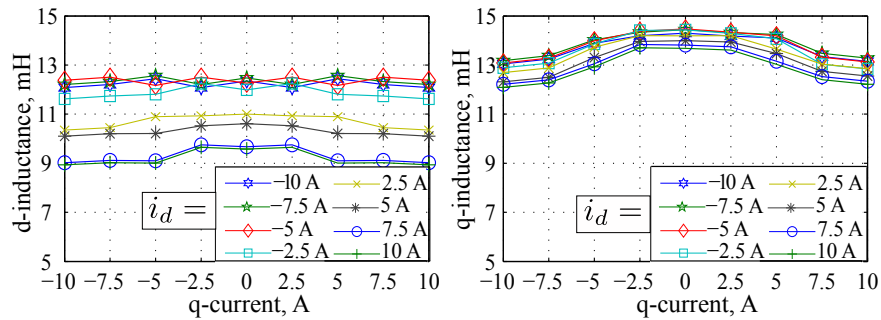 d-inductance, mH
15
13
11
9
7
5
−10 −7.5 −5 −2.5 0 2.5 5 7.5 10
q-current, A
i_d =
−10 A
−7.5 A
−5 A
−2.5 A
2.5 A
5 A
7.5 A
10 A
q-inductance, mH
15
13
11
9
7
5
−10 −7.5 −5 −2.5 0 2.5 5 7.5 10
q-current, A
i_d =
−10 A
−7.5 A
−5 A
−2.5 A
2.5 A
5 A
7.5 A
10 A